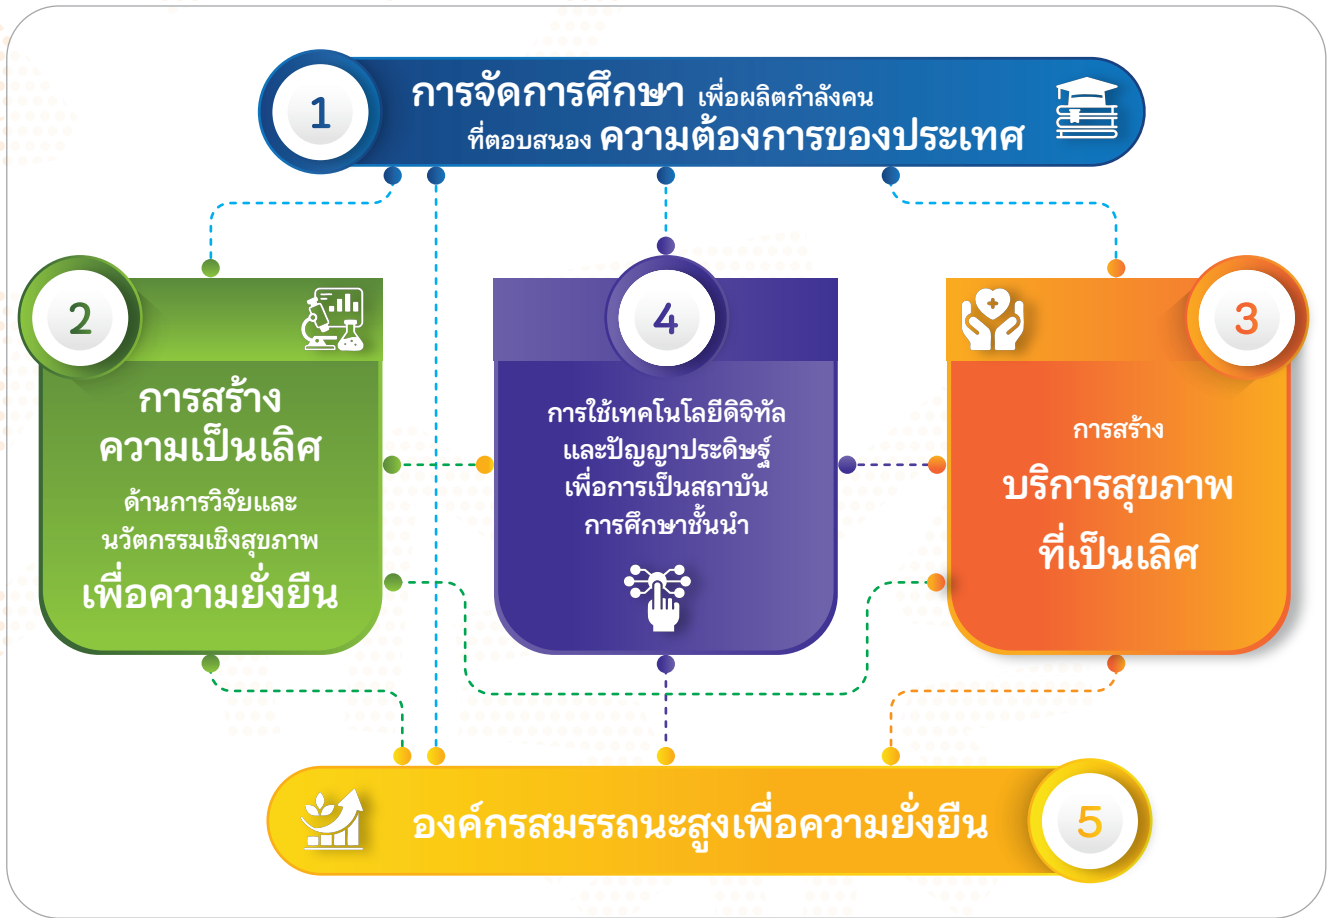 1
การจัดการศึกษา เพื่อผลิตกำลังคน
ที่ตอบสนอง ความต้องการของประเทศ
2
การสร้าง
ความเป็นเลิศ
ด้านการวิจัยและ
นวัตกรรมเชิงสุขภาพ
เพื่อความยั่งยืน
4
การใช้เทคโนโลยีดิจิทัล
และปัญญาประดิษฐ์
เพื่อการเป็นสถาบัน
การศึกษาชั้นนำ
3
การสร้าง
บริการสุขภาพ
ที่เป็นเลิศ
องค์กรสมรรถนะสูงเพื่อความยั่งยืน
5